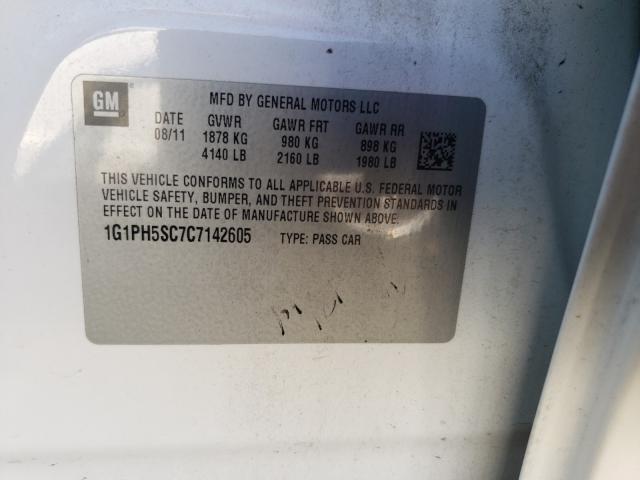 GM
MFD BY GENERAL MOTORS LLC
DATE GVWR GAWR FRT GAWR RR
08/11 1878 KG 980 KG 898 KG
4140 LB 2160 LB 1980 LB
THIS VEHICLE CONFORMS TO ALL APPLICABLE U.S. FEDERAL MOTOR
VEHICLE SAFETY, BUMPER, AND THEFT PREVENTION STANDARDS IN
EFFECT ON THE DATE OF MANUFACTURE SHOWN ABOVE.
1G1PH5SC7C7142605 TYPE: PASS CAR